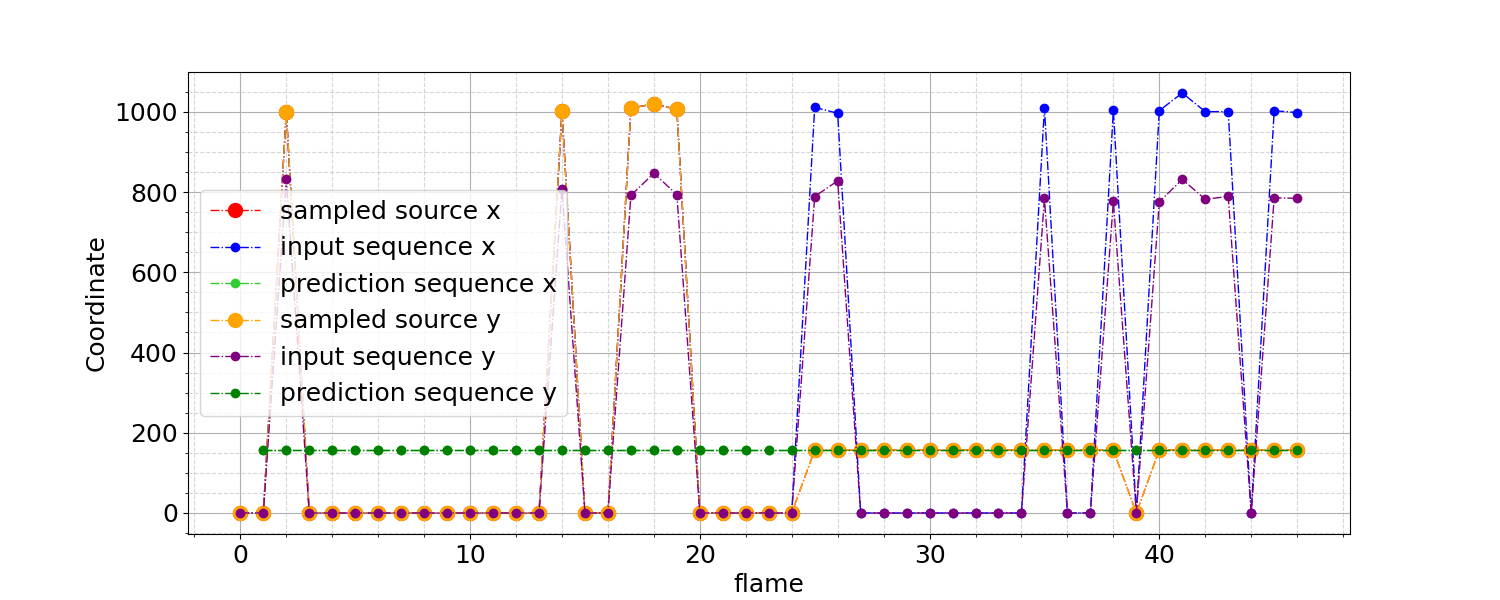 1000
800
600
400
200
0
Coordinate
sampled source x
input sequence x
prediction sequence x
sampled source y
input sequence y
prediction sequence y
0 10 20 30 40
flame